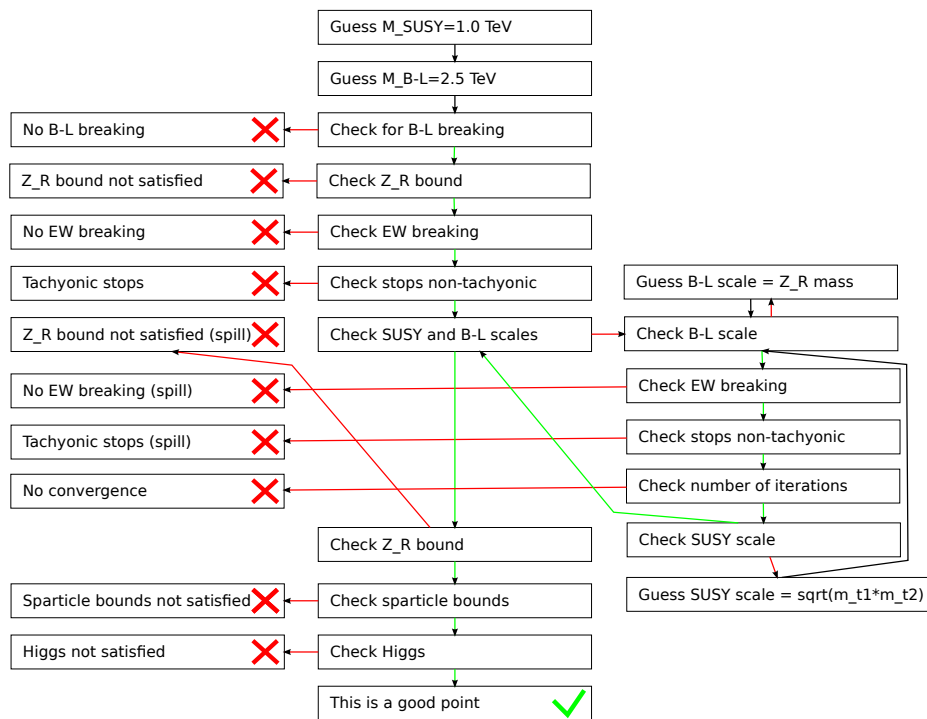 Guess M_SUSY=1.0 TeV
Guess M_B-L=2.5 TeV
No B-L breaking
Check for B-L breaking
Z_R bound not satisfied
Check Z_R bound
No EW breaking
Check EW breaking
Tachyonic stops
Check stops non-tachyonic
Guess B-L scale = Z_R mass
Z_R bound not satisfied (spill)
Check SUSY and B-L scales
Check B-L scale
No EW breaking (spill)
Check EW breaking
Tachyonic stops (spill)
Check stops non-tachyonic
No convergence
Check number of iterations
Check Z_R bound
Check SUSY scale
Sparticle bounds not satisfied
Check sparticle bounds
Guess SUSY scale = sqrt(m_t1*m_t2)
Higgs not satisfied
Check Higgs
This is a good point